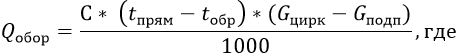 Q_обор = C * (t_прям − t_обр) * (G_цирк − G_подп) / 1000, где